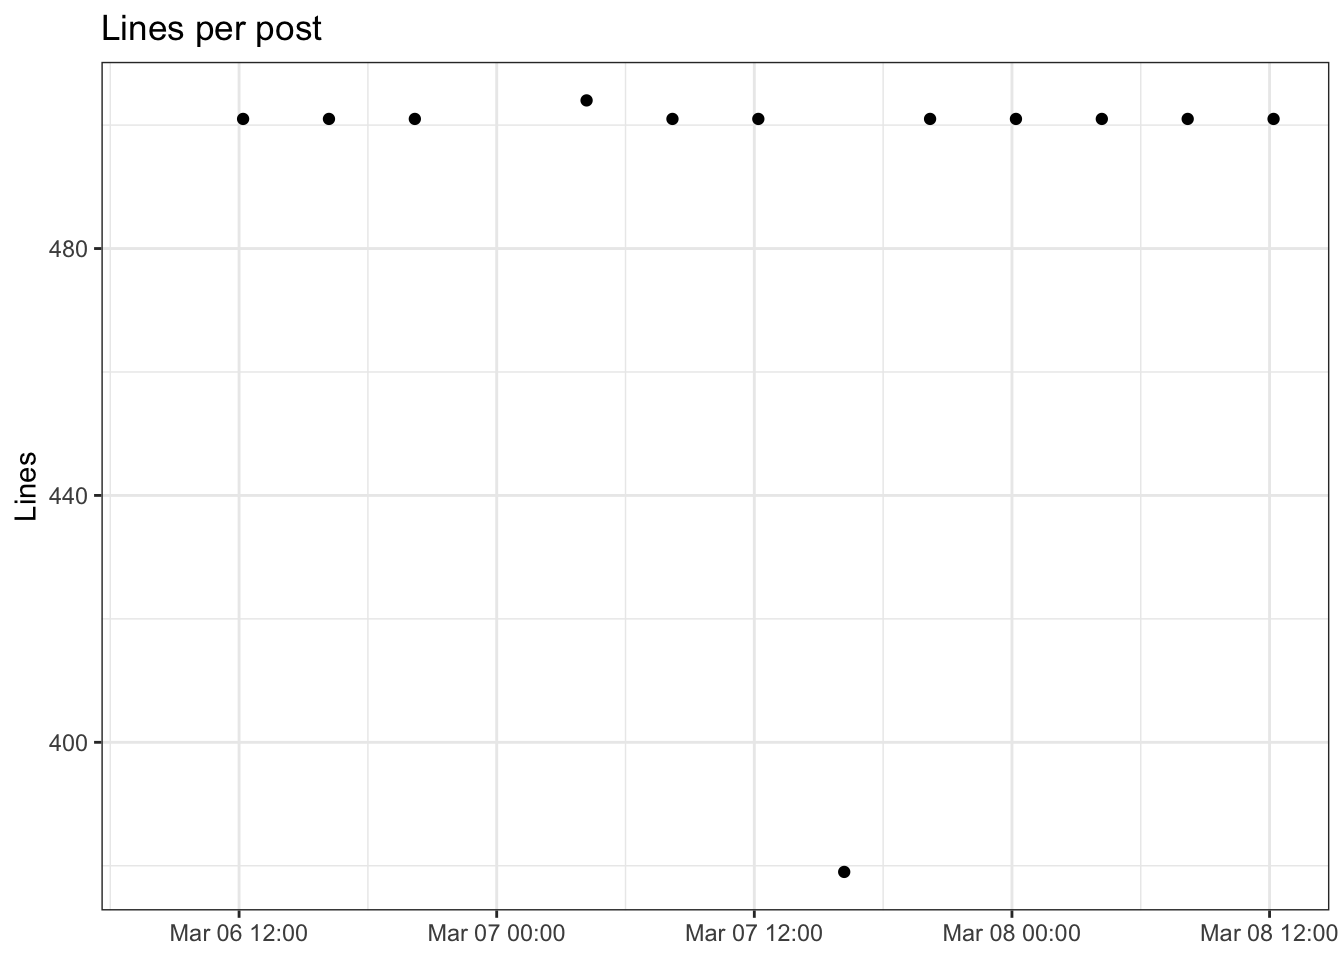 Lines per post
Lines
480
440
400
Mar 06 12:00
Mar 07 00:00
Mar 07 12:00
Mar 08 00:00
Mar 08 12:00